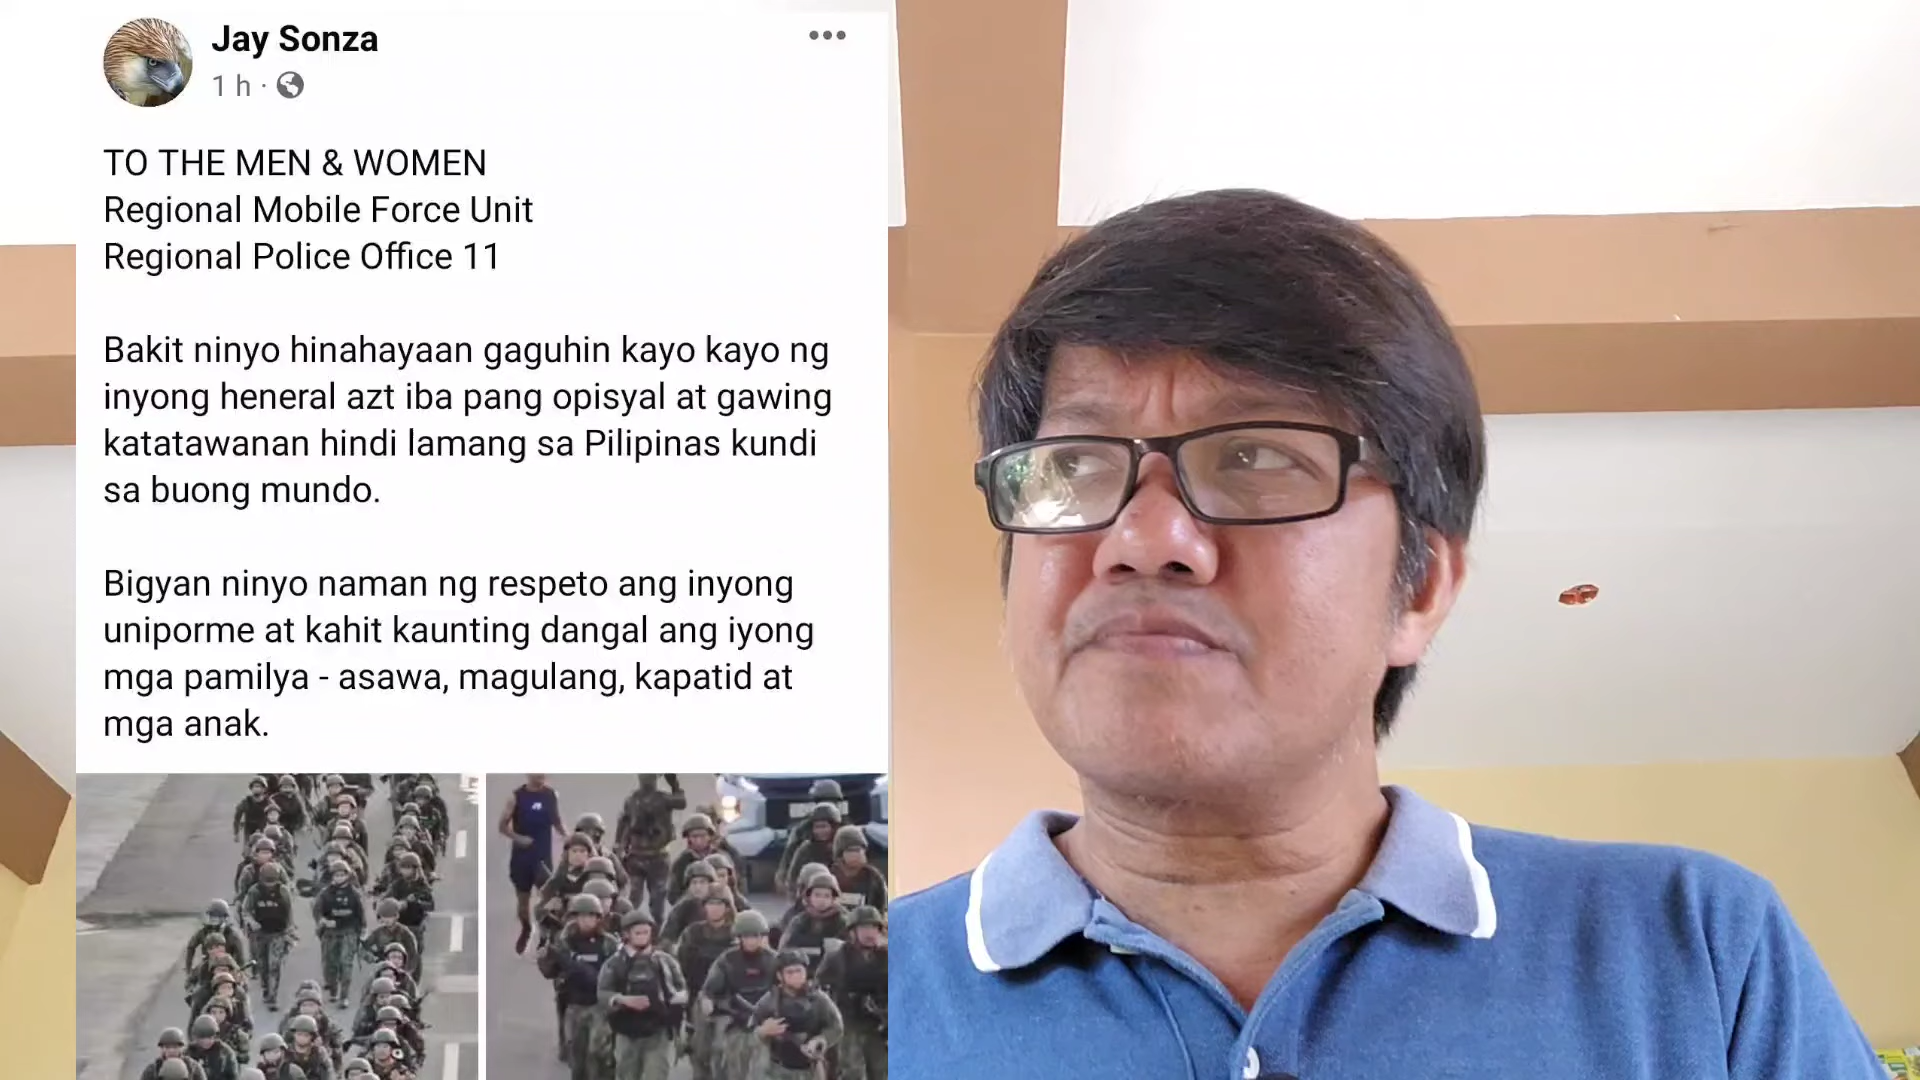 Jay Sonza
1 h ·
TO THE MEN & WOMEN
Regional Mobile Force Unit
Regional Police Office 11
Bakit ninyo hinahayaan gaguhin kayo kayo ng
inyong heneral azt iba pang opisyal at gawing
katatawanan hindi lamang sa Pilipinas kundi
sa buong mundo.
Bigyan ninyo naman ng respeto ang inyong
uniporme at kahit kaunting dangal ang iyong
mga pamilya - asawa, magulang, kapatid at
mga anak.